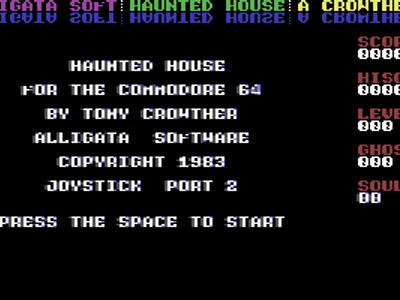 IGATA SOFT HAUNTED HOUSE A CROWTHE
HAUNTED HOUSE
FOR THE COMMODORE 64
BY TONY CROWTHER
ALLIGATA SOFTWARE
COPYRIGHT 1983
JOYSTICK PORT 2
PRESS THE SPACE TO START
SCOR
0000
HISC
0000
LEVE
000
GHOS
000
SOUL
00